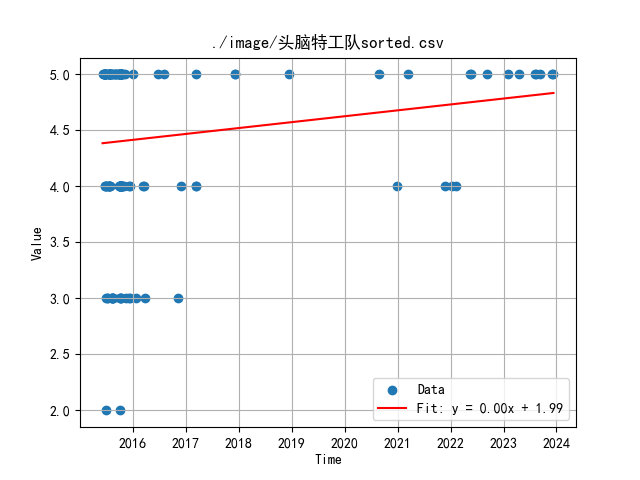 ./image/头脑特工队sorted.csv
Value
5.0
4.5
4.0
3.5
3.0
2.5
2.0
Data
Fit: y = 0.00x + 1.99
2016 2017 2018 2019 2020 2021 2022 2023 2024
Time